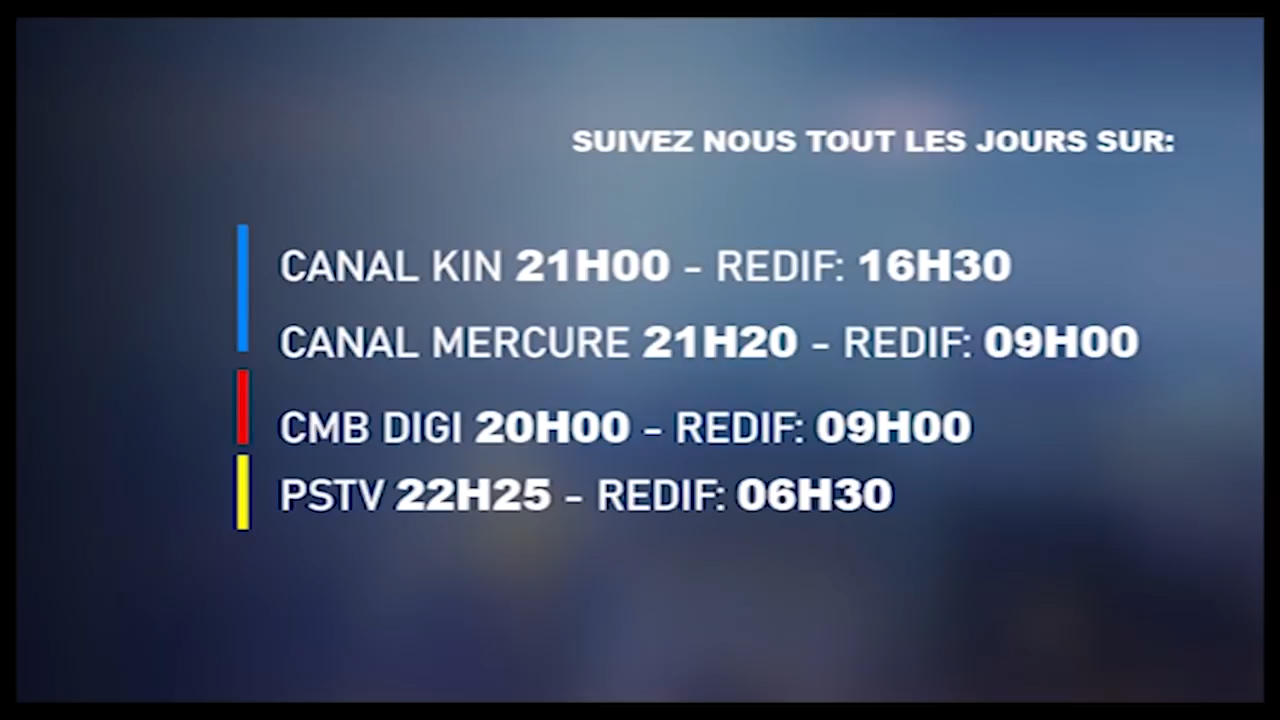 SUIVEZ NOUS TOUT LES JOURS SUR:
CANAL KIN 21H00 - REDIF: 16H30
CANAL MERCURE 21H20 - REDIF: 09H00
CMB DIGI 20H00 - REDIF: 09H00
PSTV 22H25 - REDIF: 06H30